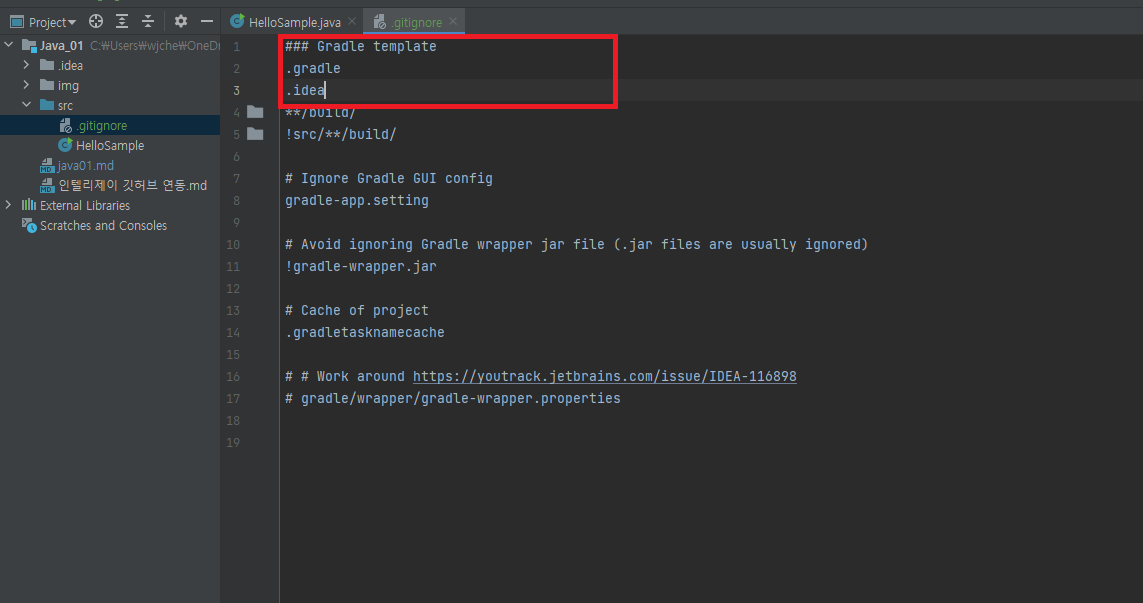 Project
HelloSample.java
.gitignore
Java_01 C:₩Users₩wjche₩OneDr
.idea
img
src
.gitignore
HelloSample
java01.md
인텔리제이 깃허브 연동.md
External Libraries
Scratches and Consoles
1 ### Gradle template
2 .gradle
3 .idea
4 **/build/
5 !src/**/build/
6
7 # Ignore Gradle GUI config
8 gradle-app.setting
9
10 # Avoid ignoring Gradle wrapper jar file (.jar files are usually ignored)
11 !gradle-wrapper.jar
12
13 # Cache of project
14 .gradletasknamecache
15
16 # # Work around https://youtrack.jetbrains.com/issue/IDEA-116898
17 # gradle/wrapper/gradle-wrapper.properties
18
19